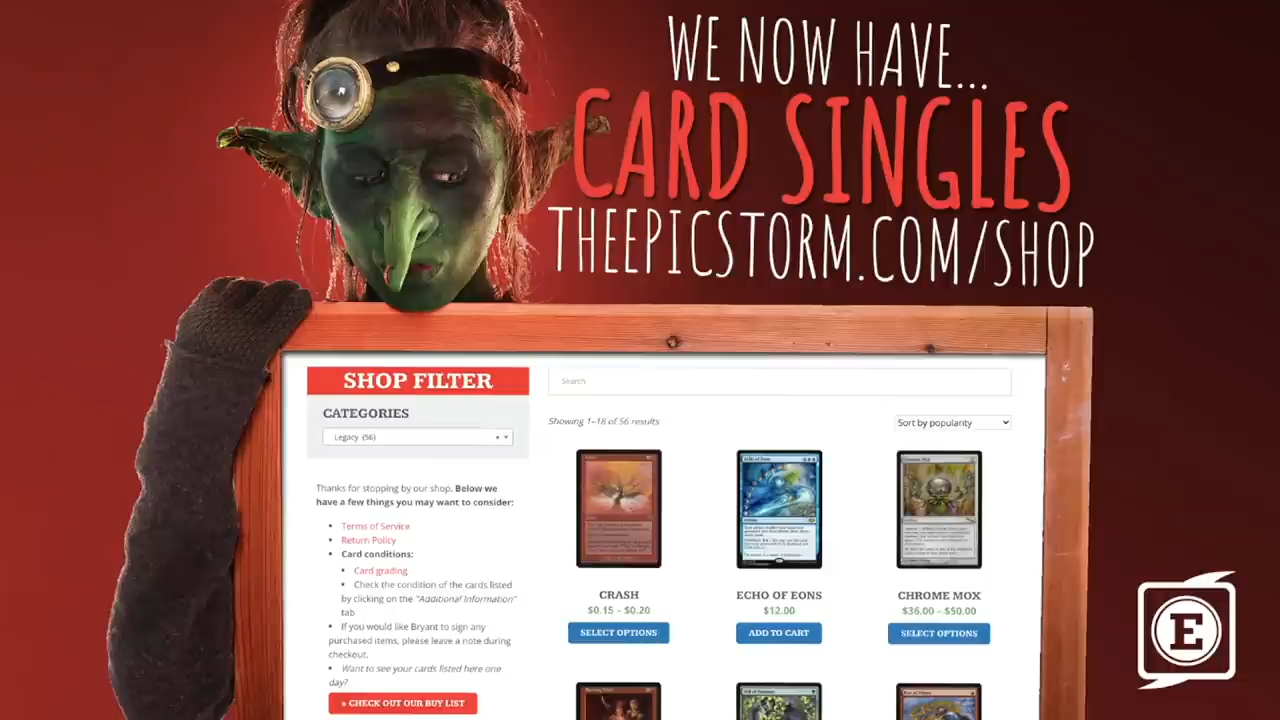 WE NOW HAVE...
CARD SINGLES
THEEPICSTORM.COM/SHOP
SHOP FILTER
CATEGORIES
Legacy (56)
Thanks for stopping by our shop. Below we
have a few things you may want to consider:
Terms of Service
Return Policy
Card conditions:
Card grading
Check the condition of the cards listed
by clicking on the "Additional Information"
tab
If you would like Bryant to sign any
purchased items, please leave a note during
checkout.
Want to see your cards listed here one
day?
» CHECK OUT OUR BUY LIST
Search
Showing 1–18 of 56 results
Sort by popularity
CRASH
$0.15 – $0.20
SELECT OPTIONS
Echo of Eons
ECHO OF EONS
$12.00
ADD TO CART
Chrome Mox
CHROME MOX
$36.00 – $50.00
SELECT OPTIONS
E